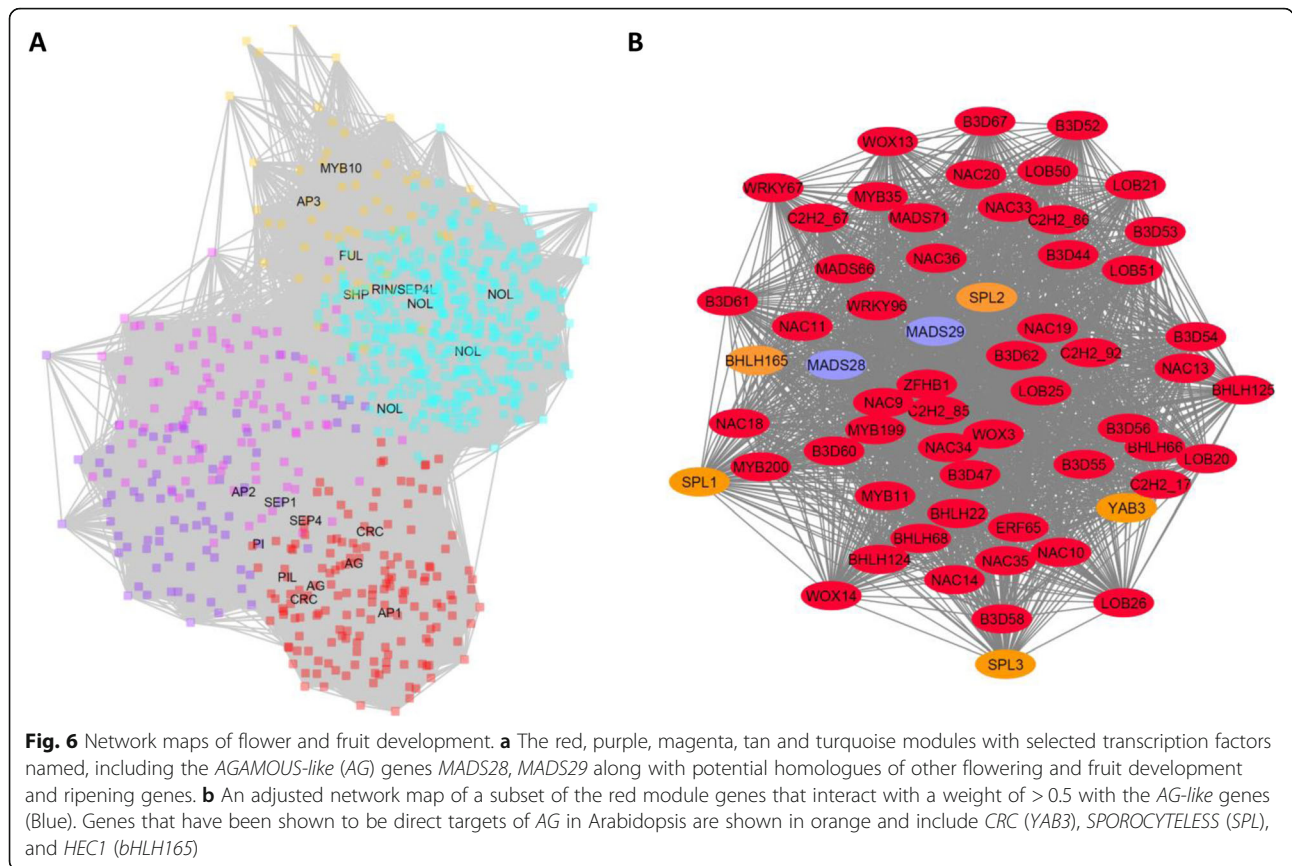 A
B
MYB10
AP3
FUL
SHP RIN/SEP4L
NOL NOL
NOL
NOL
AP2
SEP1
SEP4
CRC
PI
AG
PIL
AG
CRC
AP1
B3D67
B3D52
WOX13
NAC20
LOB50
WRKY67
MYB35
LOB21
C2H2_67
MADS71
NAC33
C2H2_86
B3D53
NAC36
B3D44
MADS66
LOB51
SPL2
B3D61
WRKY96
NAC11
MADS29
NAC19
B3D54
B3D62
C2H2_92
BHLH165
MADS28
NAC13
ZFHB1
LOB25
BHLH125
NAC9
C2H2_85
NAC18
MYB199
WOX3
B3D56
NAC34
BHLH66
B3D60
LOB20
MYB200
B3D55
B3D47
SPL1
C2H2_17
MYB11
YAB3
BHLH22
ERF65
BHLH68
NAC10
BHLH124
NAC35
NAC14
WOX14
LOB26
B3D58
SPL3
Fig. 6 Network maps of flower and fruit development. a The red, purple, magenta, tan and turquoise modules with selected transcription factors
named, including the AGAMOUS-like (AG) genes MADS28, MADS29 along with potential homologues of other flowering and fruit development
and ripening genes. b An adjusted network map of a subset of the red module genes that interact with a weight of > 0.5 with the AG-like genes
(Blue). Genes that have been shown to be direct targets of AG in Arabidopsis are shown in orange and include CRC (YAB3), SPOROCYTELESS (SPL),
and HEC1 (bHLH165)